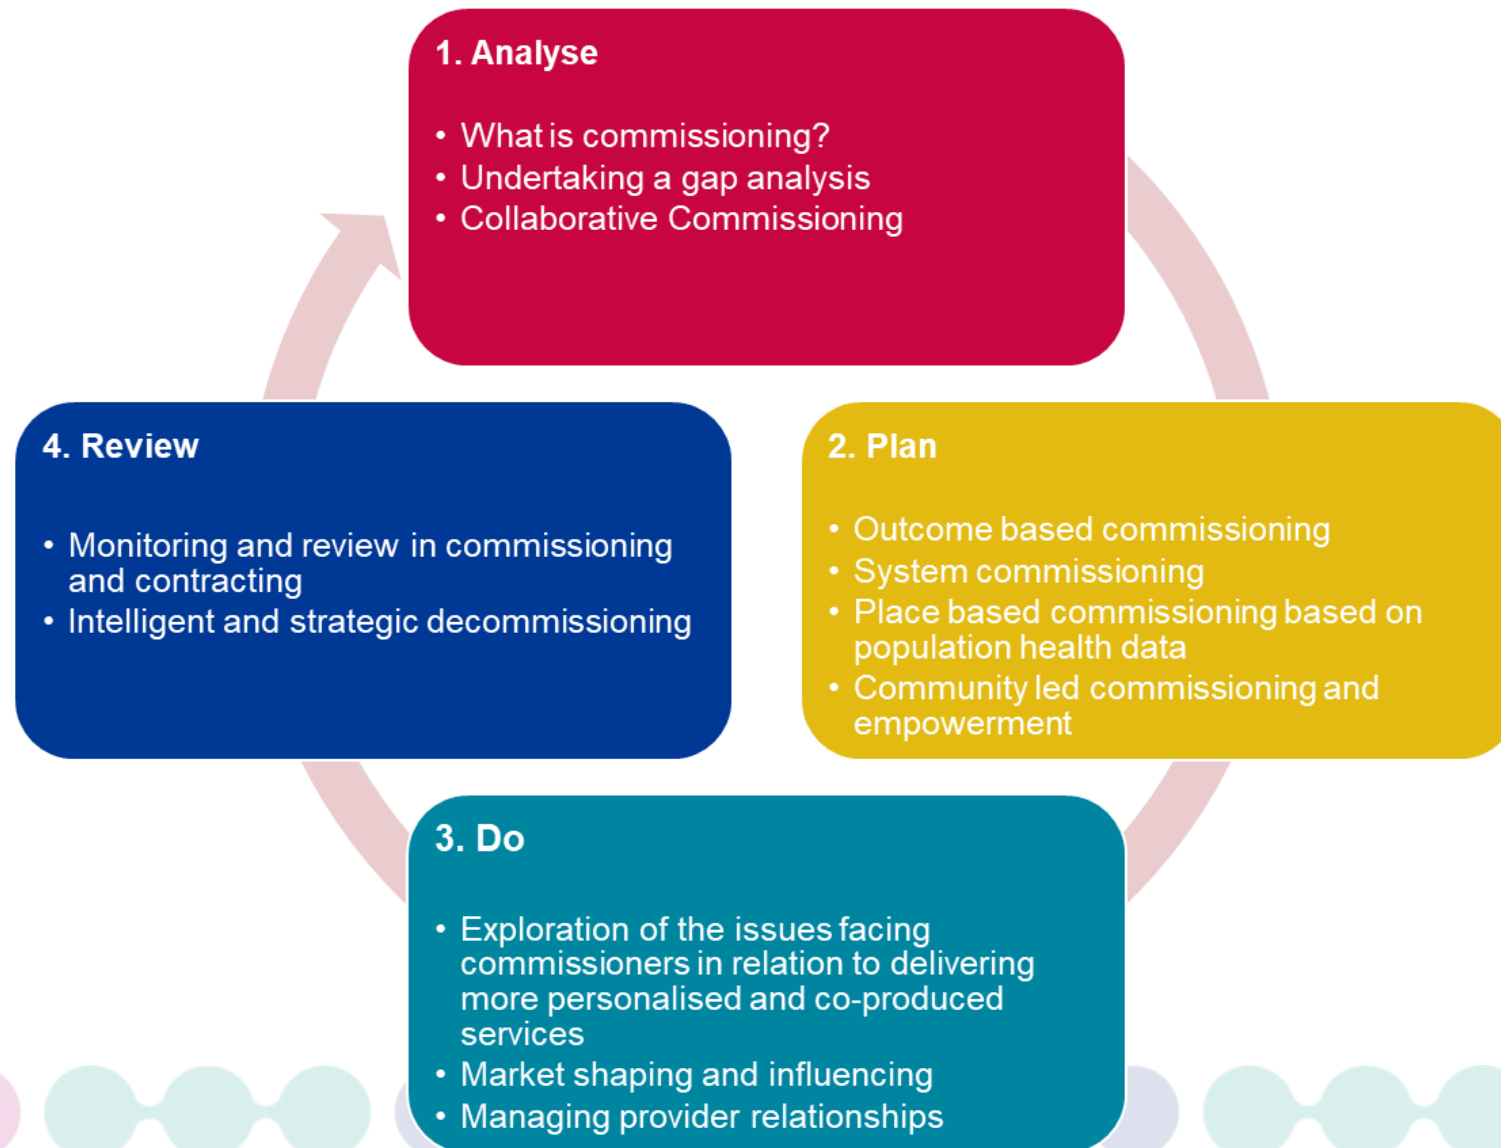 1. Analyse
• What is commissioning?
• Undertaking a gap analysis
• Collaborative Commissioning
2. Plan
• Outcome based commissioning
• System commissioning
• Place based commissioning based on
population health data
• Community led commissioning and
empowerment
3. Do
• Exploration of the issues facing
commissioners in relation to delivering
more personalised and co-produced
services
• Market shaping and influencing
• Managing provider relationships
4. Review
• Monitoring and review in commissioning
and contracting
• Intelligent and strategic decommissioning